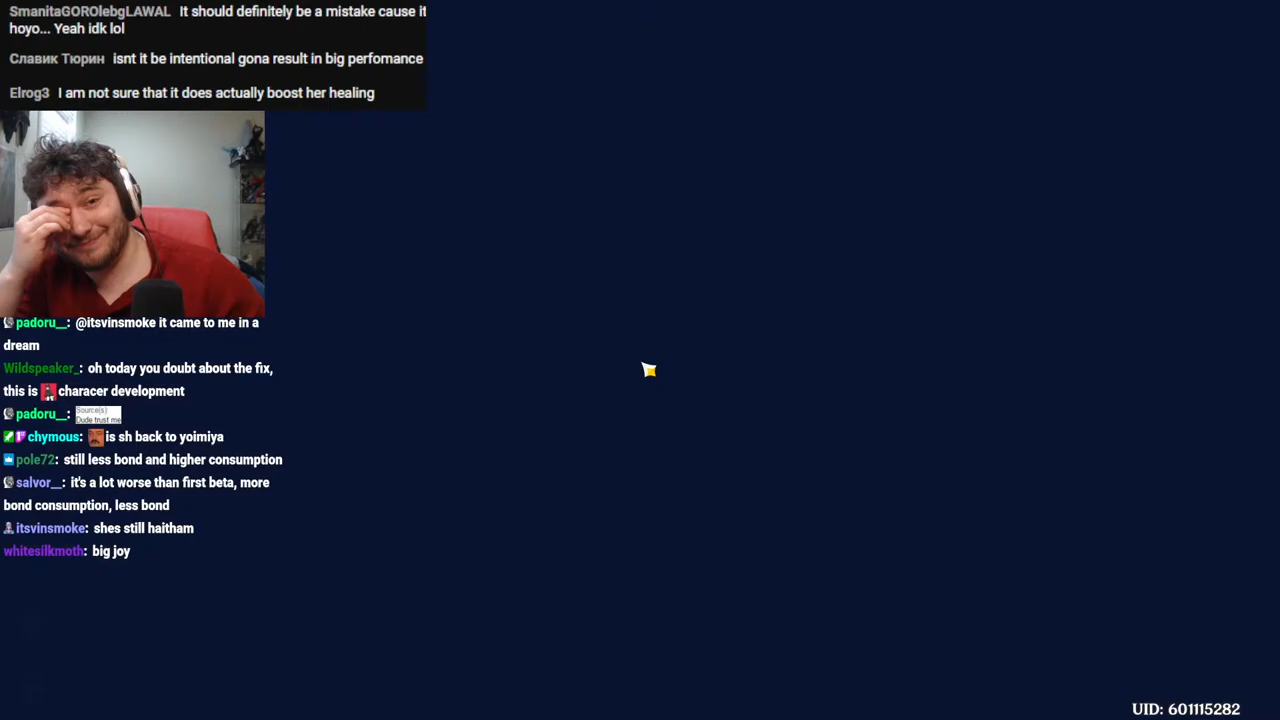 SmanitaGOROlebgLAWAL It should definitely be a mistake cause it
hoyo... Yeah idk lol
Славик Тюрин isnt it be intentional gona result in big perfomance
Elrog3 I am not sure that it does actually boost her healing
padoru__: @itsvinsmoke it came to me in a
dream
Wildspeaker_: oh today you doubt about the fix,
this is characer development
padoru__: Source(s)
Dude trust me
chymous: is sh back to yoimiya
pole72: still less bond and higher consumption
salvor__: it's a lot worse than first beta, more
bond consumption, less bond
itsvinsmoke: shes still haitham
whitesilkmoth: big joy
UID: 601115282